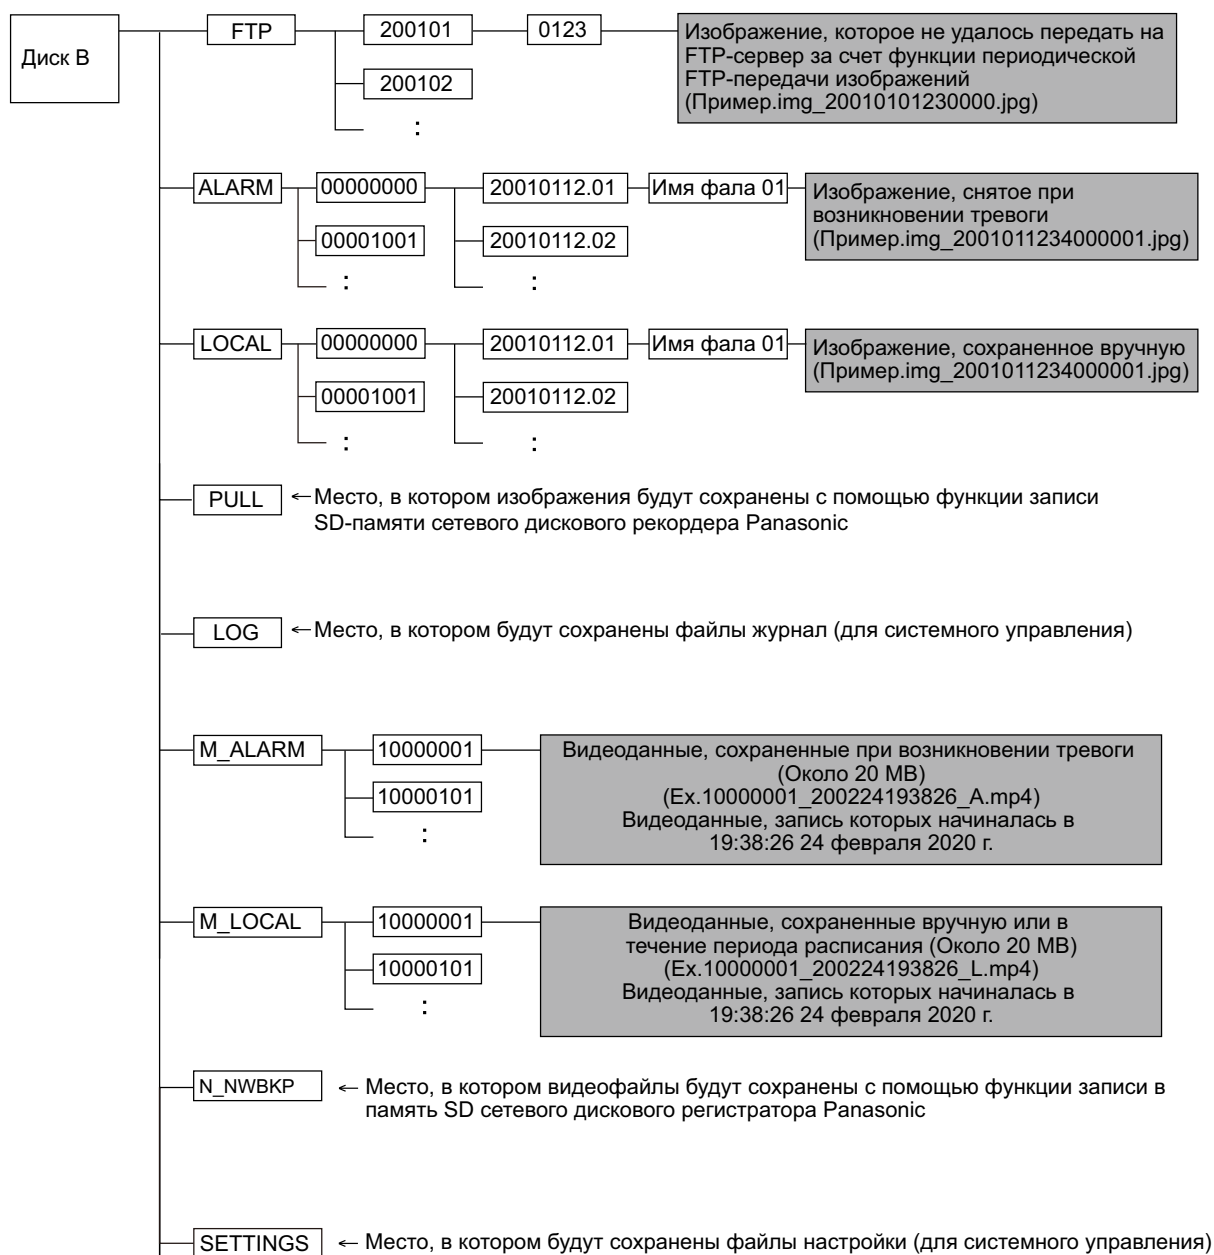 Диск B
FTP
200101
0123
Изображение, которое не удалось передать на
FTP-сервер за счет функции периодической
FTP-передачи изображений
(Пример.img_20010101230000.jpg)
200102
:
ALARM
00000000
20010112.01
Имя фала 01
Изображение, снятое при
возникновении тревоги
(Пример.img_2001011234000001.jpg)
00001001
20010112.02
:
:
LOCAL
00000000
20010112.01
Имя фала 01
Изображение, сохраненное вручную
(Пример.img_2001011234000001.jpg)
00001001
20010112.02
:
:
PULL
←Место, в котором изображения будут сохранены с помощью функции записи
SD-памяти сетевого дискового рекордера Panasonic
LOG
←Место, в котором будут сохранены файлы журнал (для системного управления)
M_ALARM
10000001
Видеоданные, сохраненные при возникновении тревоги
(Около 20 MB)
(Ex.10000001_200224193826_A.mp4)
Видеоданные, запись которых начиналась в
19:38:26 24 февраля 2020 г.
10000101
:
M_LOCAL
10000001
Видеоданные, сохраненные вручную или в
течение периода расписания (Около 20 MB)
(Ex.10000001_200224193826_L.mp4)
Видеоданные, запись которых начиналась в
19:38:26 24 февраля 2020 г.
10000101
:
N_NWBKP
← Место, в котором видеофайлы будут сохранены с помощью функции записи в
память SD сетевого дискового регистратора Panasonic
SETTINGS
← Место, в котором будут сохранены файлы настройки (для системного управления)